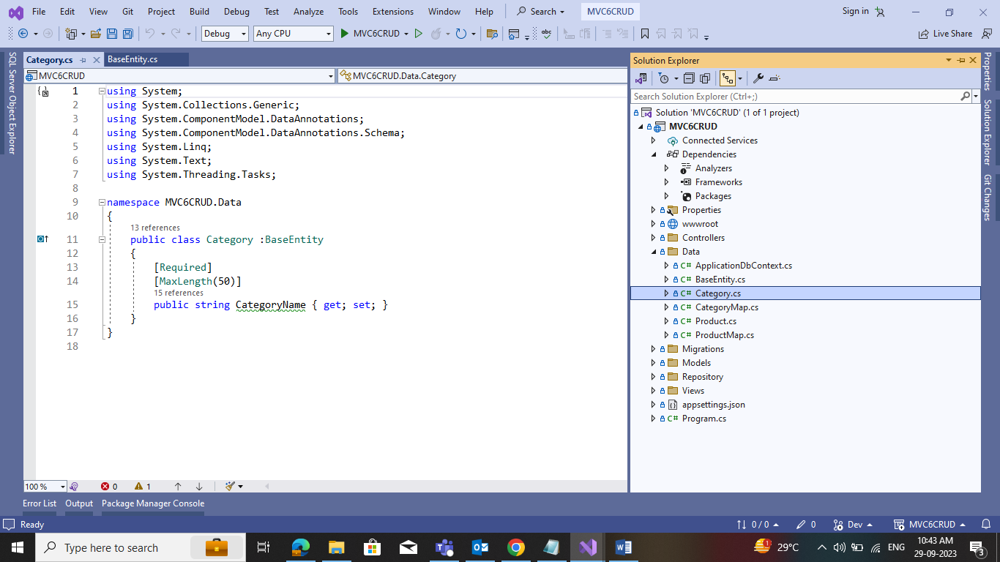 File Edit View Git Project Build Debug Test Analyze Tools Extensions Window Help Search MVC6CRUD Sign in
Debug Any CPU MVC6CRUD abc Live Share
SQL Server Object Explorer
Category.cs BaseEntity.cs
MVC6CRUD MVC6CRUD.Data.Category
1 using System;
2 using System.Collections.Generic;
3 using System.ComponentModel.DataAnnotations;
4 using System.ComponentModel.DataAnnotations.Schema;
5 using System.Linq;
6 using System.Text;
7 using System.Threading.Tasks;
8
9 namespace MVC6CRUD.Data
10 {
13 references
11 public class Category :BaseEntity
12 {
13 [Required]
14 [MaxLength(50)]
15 references
15 public string CategoryName { get; set; }
16 }
17 }
18
100 % 0 1
Solution Explorer
Search Solution Explorer (Ctrl+;)
Solution 'MVC6CRUD' (1 of 1 project)
MVC6CRUD
Connected Services
Dependencies
Analyzers
Frameworks
Packages
Properties
wwwroot
Controllers
Data
C# ApplicationDbContext.cs
C# BaseEntity.cs
C# Category.cs
C# CategoryMap.cs
C# Product.cs
C# ProductMap.cs
Migrations
Models
Repository
Views
appsettings.json
C# Program.cs
Properties
Solution Explorer
Git Changes
Error List Output Package Manager Console
Ready 0 / 0 0 Dev MVC6CRUD
Type here to search 1 29°C ENG 10:43 AM
29-09-2023 3